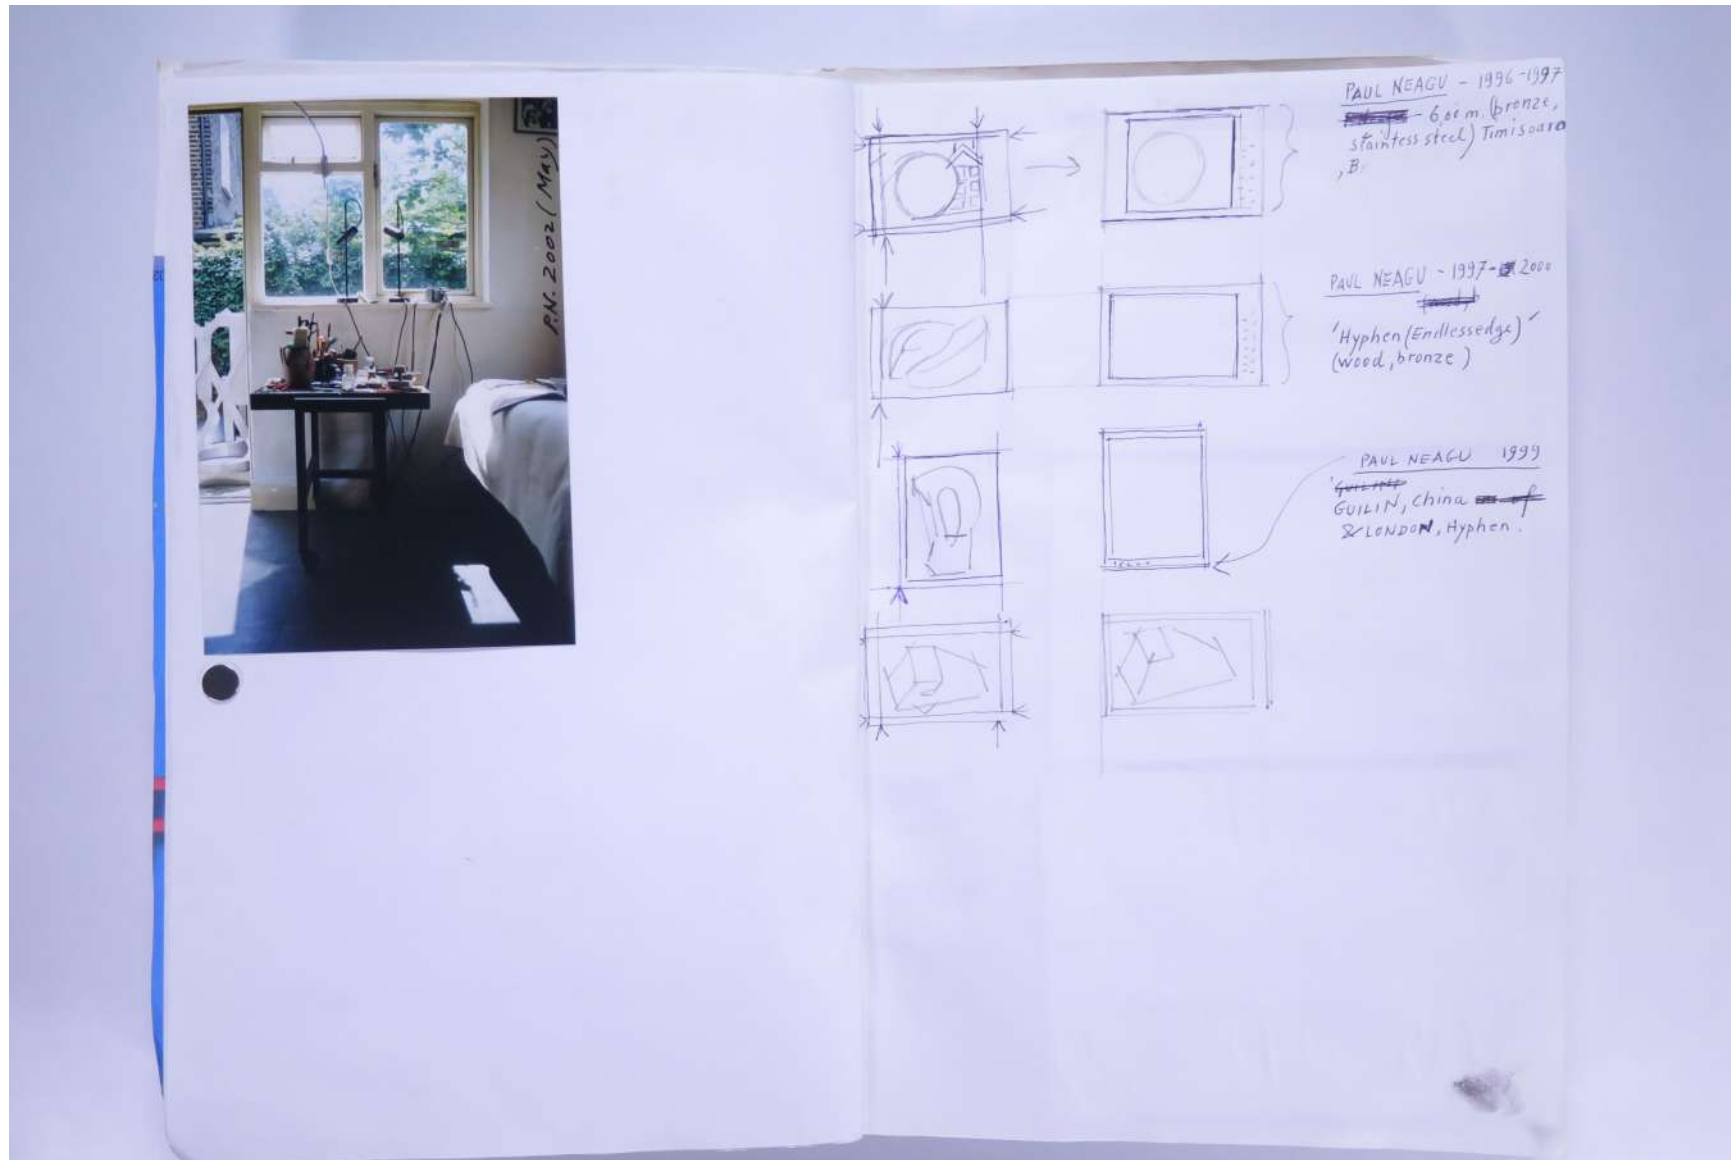 P.N. 2002 (May)
PAUL NEAGU - 1996-1997
6,00 m. (bronze,
stainless steel) Timisoara
, B.
PAUL NEAGU - 1997- 2000
'Hyphen (Endlessedge)'
(wood, bronze)
PAUL NEAGU 1999
'GUILIN
GUILIN, China
& LONDON, Hyphen.